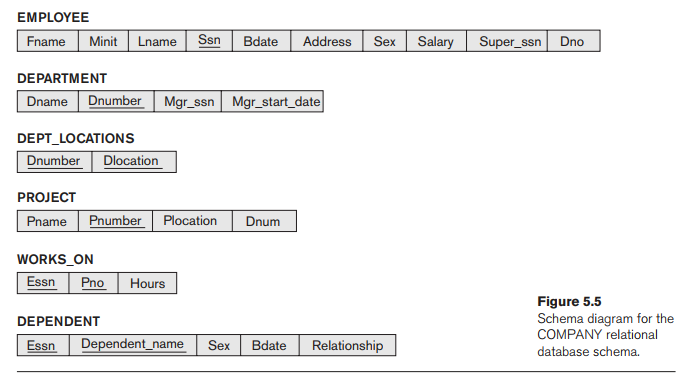 EMPLOYEE
Fname Minit Lname Ssn Bdate Address Sex Salary Super_ssn Dno
DEPARTMENT
Dname Dnumber Mgr_ssn Mgr_start_date
DEPT_LOCATIONS
Dnumber Dlocation
PROJECT
Pname Pnumber Plocation Dnum
WORKS_ON
Essn Pno Hours
DEPENDENT
Essn Dependent_name Sex Bdate Relationship
Figure 5.5
Schema diagram for the
COMPANY relational
database schema.